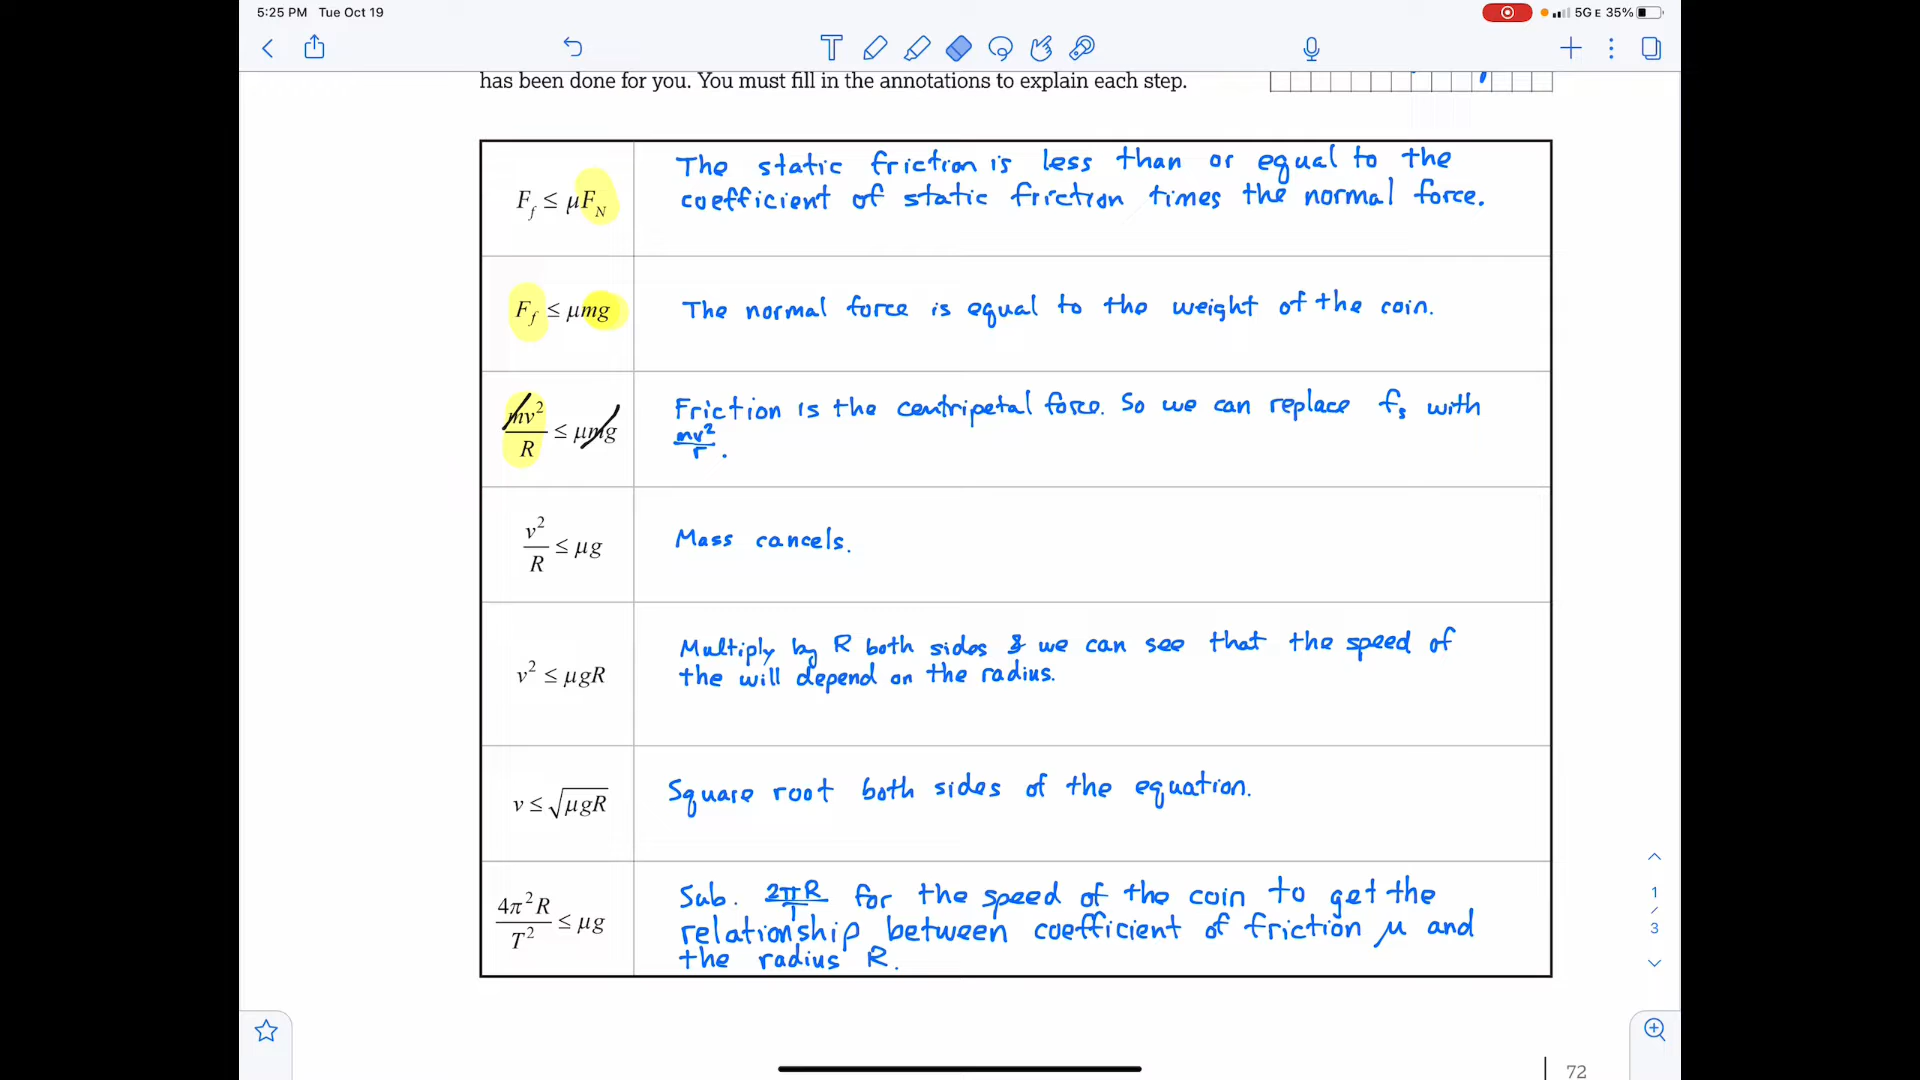 5:25 PM Tue Oct 19
5G E 35%
has been done for you. You must fill in the annotations to explain each step.
F_f ≤ μF_N
The static friction is less than or equal to the
coefficient of static friction times the normal force.
F_f ≤ μmg
The normal force is equal to the weight of the coin.
mv²/R ≤ μmg
Friction is the centripetal force. So we can replace f_s with
mv²/r.
v²/R ≤ μg
Mass cancels.
v² ≤ μgR
Multiply by R both sides & we can see that the speed of
the will depend on the radius.
v ≤ √μgR
Square root both sides of the equation.
4π²R/T² ≤ μg
Sub. 2πR/T for the speed of the coin to get the
relationship between coefficient of friction μ and
the radius R.
1
/
3
72